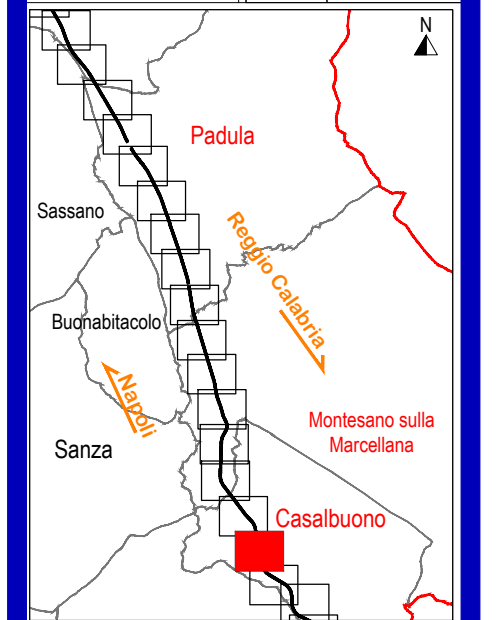 N
Padula
Sassano
Reggio Calabria
Buonabitacolo
Napoli
Montesano sulla
Marcellana
Sanza
Casalbuono